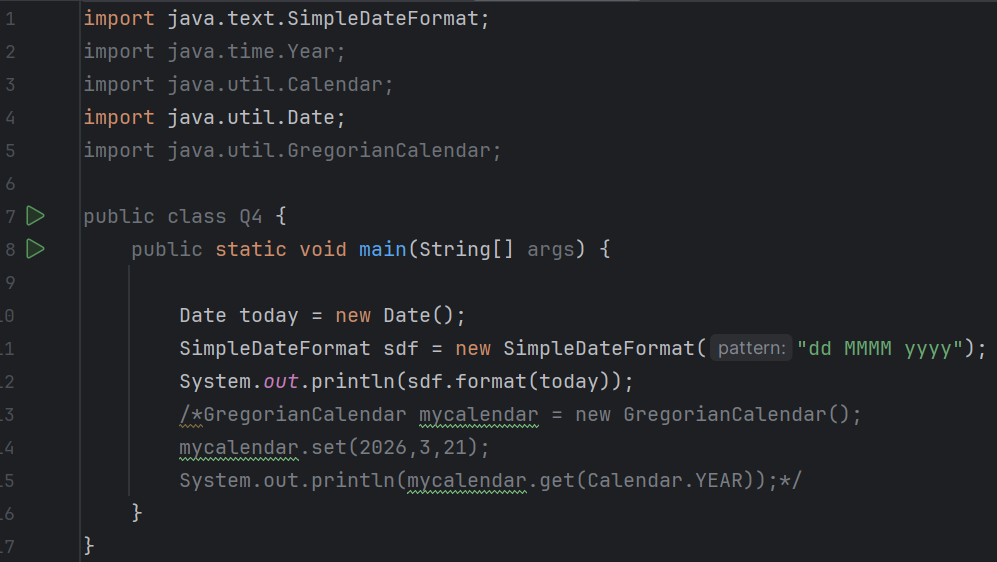 1 import java.text.SimpleDateFormat;
2 import java.time.Year;
3 import java.util.Calendar;
4 import java.util.Date;
5 import java.util.GregorianCalendar;
6
7 public class Q4 {
8 public static void main(String[] args) {
9
10 Date today = new Date();
11 SimpleDateFormat sdf = new SimpleDateFormat( pattern: "dd MMMM yyyy");
12 System.out.println(sdf.format(today));
13 /*GregorianCalendar mycalendar = new GregorianCalendar();
14 mycalendar.set(2026,3,21);
15 System.out.println(mycalendar.get(Calendar.YEAR));*/
16 }
17 }